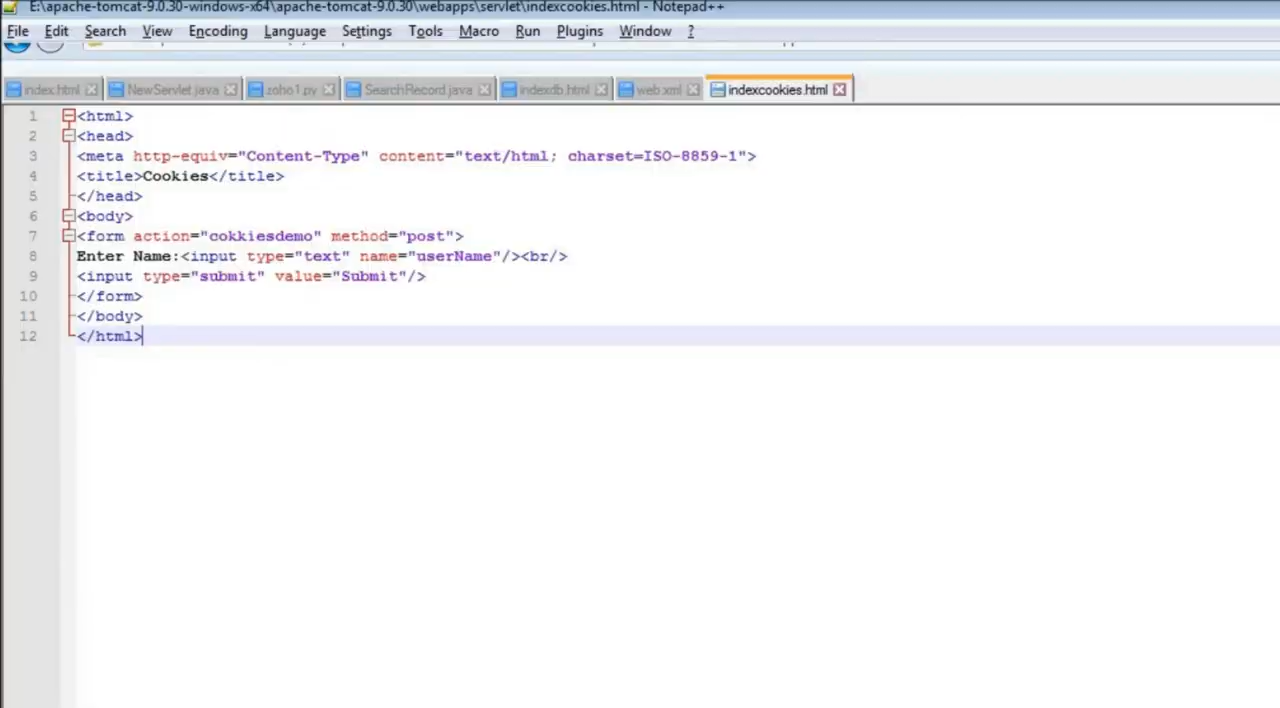 E:\apache-tomcat-9.0.30-windows-x64\apache-tomcat-9.0.30\webapps\servlet\indexcookies.html - Notepad++
File Edit Search View Encoding Language Settings Tools Macro Run Plugins Window ?
index.html NewServlet.java zoho1.py SearchRecord.java indexdb.html web.xml indexcookies.html
1 <html>
2 <head>
3 <meta http-equiv="Content-Type" content="text/html; charset=ISO-8859-1">
4 <title>Cookies</title>
5 </head>
6 <body>
7 <form action="cokkiesdemo" method="post">
8 Enter Name:<input type="text" name="userName"/><br/>
9 <input type="submit" value="Submit"/>
10 </form>
11 </body>
12 </html>